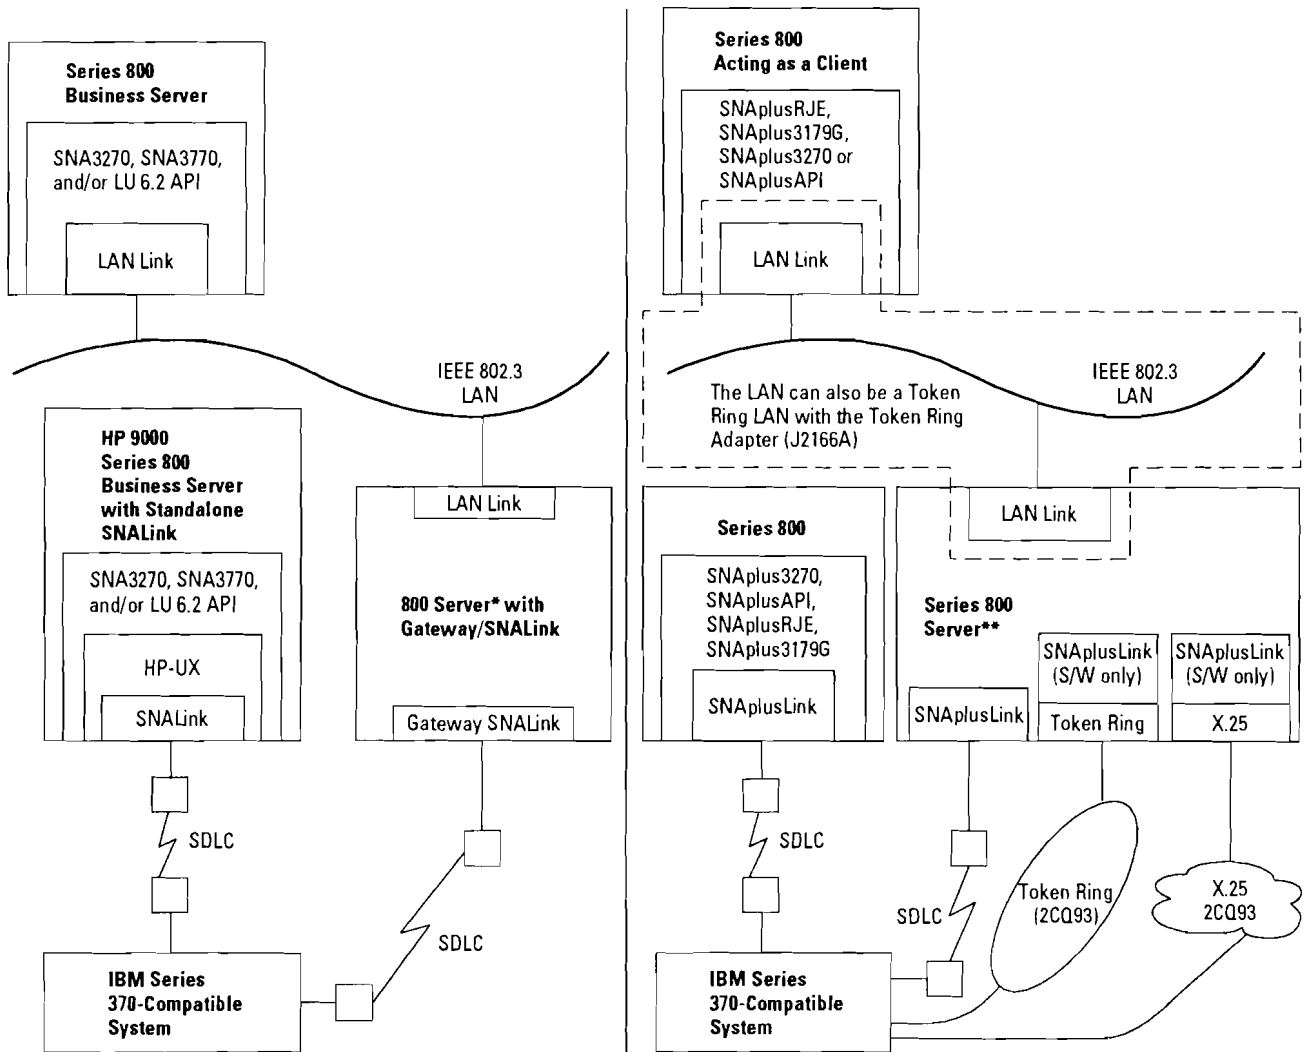 Series 800
Business Server
SNA3270, SNA3770,
and/or LU 6.2 API
LAN Link
IEEE 802.3
LAN
HP 9000
Series 800
Business Server
with Standalone
SNALink
SNA3270, SNA3770,
and/or LU 6.2 API
HP-UX
SNALink
LAN Link
800 Server* with
Gateway/SNALink
Gateway SNALink
SDLC
SDLC
IBM Series
370-Compatible
System
Series 800
Acting as a Client
SNAplusRJE,
SNAplus3179G,
SNAplus3270 or
SNAplusAPI
LAN Link
IEEE 802.3
LAN
The LAN can also be a Token
Ring LAN with the Token Ring
Adapter (J2166A)
Series 800
SNAplus3270,
SNAplusAPI,
SNAplusRJE,
SNAplus3179G
SNAplusLink
LAN Link
Series 800
Server**
SNAplusLink
SNAplusLink
(S/W only)
Token Ring
SNAplusLink
(S/W only)
X.25
SDLC
SDLC
Token Ring
(2CQ93)
X.25
2CQ93
IBM Series
370-Compatible
System